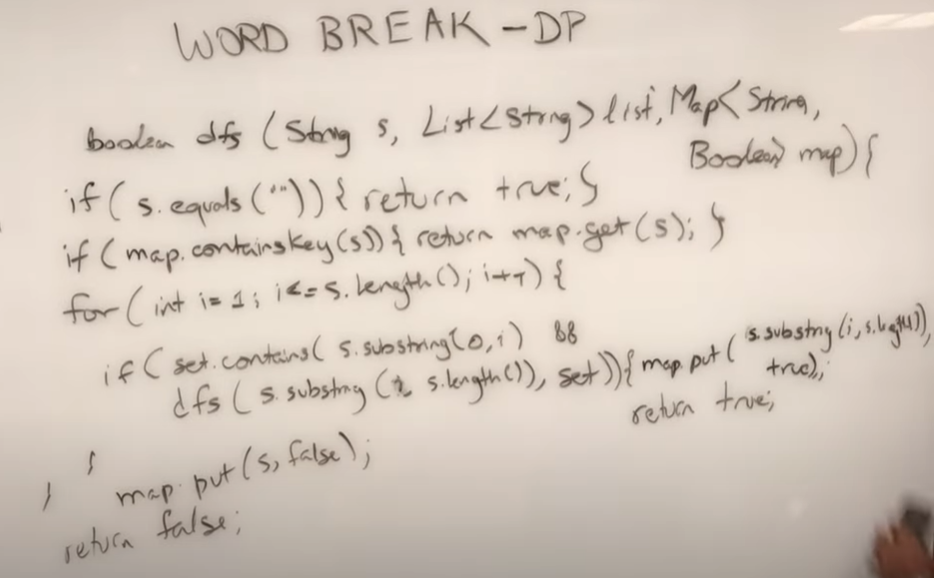 WORD BREAK - DP
boolean dfs (String s, List<String> list, Map<String,
Boolean> map) {
if ( s.equals ("")) { return true; }
if ( map.containsKey(s)) { return map.get(s); }
for ( int i = 1; i <= s.length(); i++) {
if ( set.contains( s.substring(0, i) &&
dfs ( s.substring (i, s.length()), set)) { map.put ( s.substring (i, s.length()),
true);
return true;
}
} map.put (s, false);
return false;